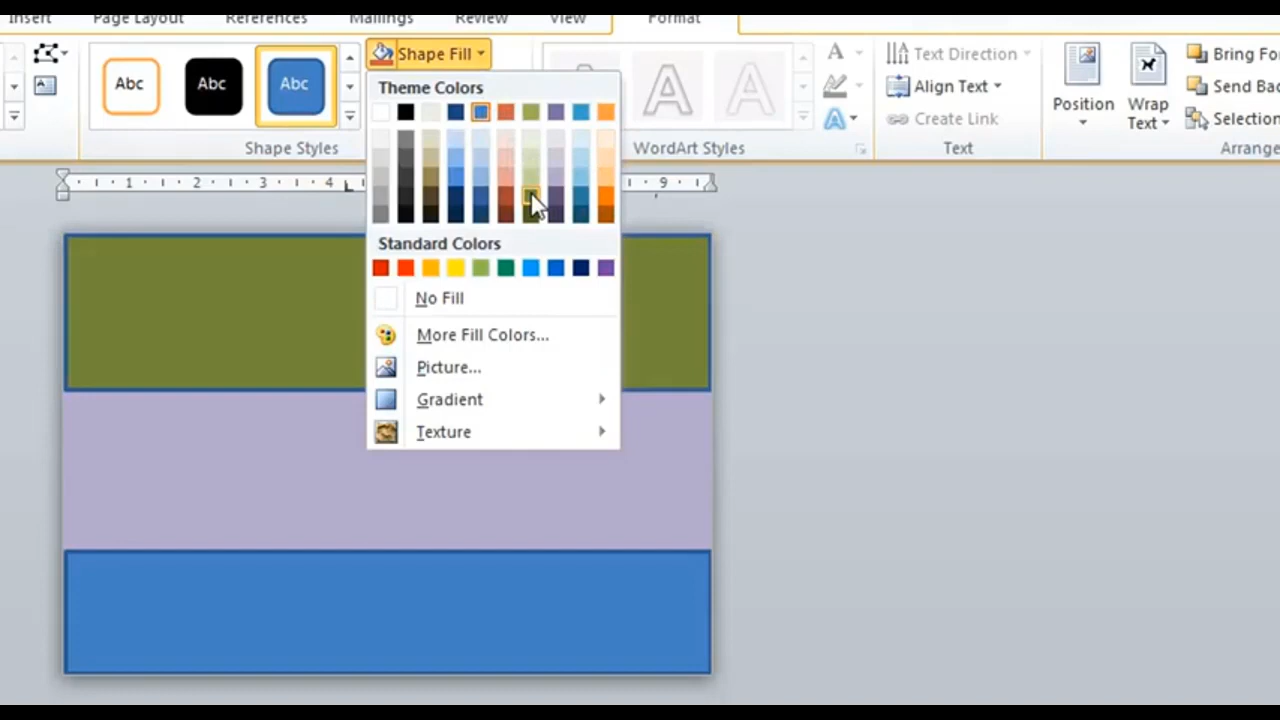 Insert Page Layout References Mailings Review View Format
Abc Abc Abc
Shape Fill
A A A
Text Direction
Align Text
Create Link
Position
Wrap Text
Bring Fo
Send Bac
Selection
Shape Styles WordArt Styles Text Arrange
Theme Colors
1 2 3 4 9
Standard Colors
No Fill
More Fill Colors...
Picture...
Gradient
Texture